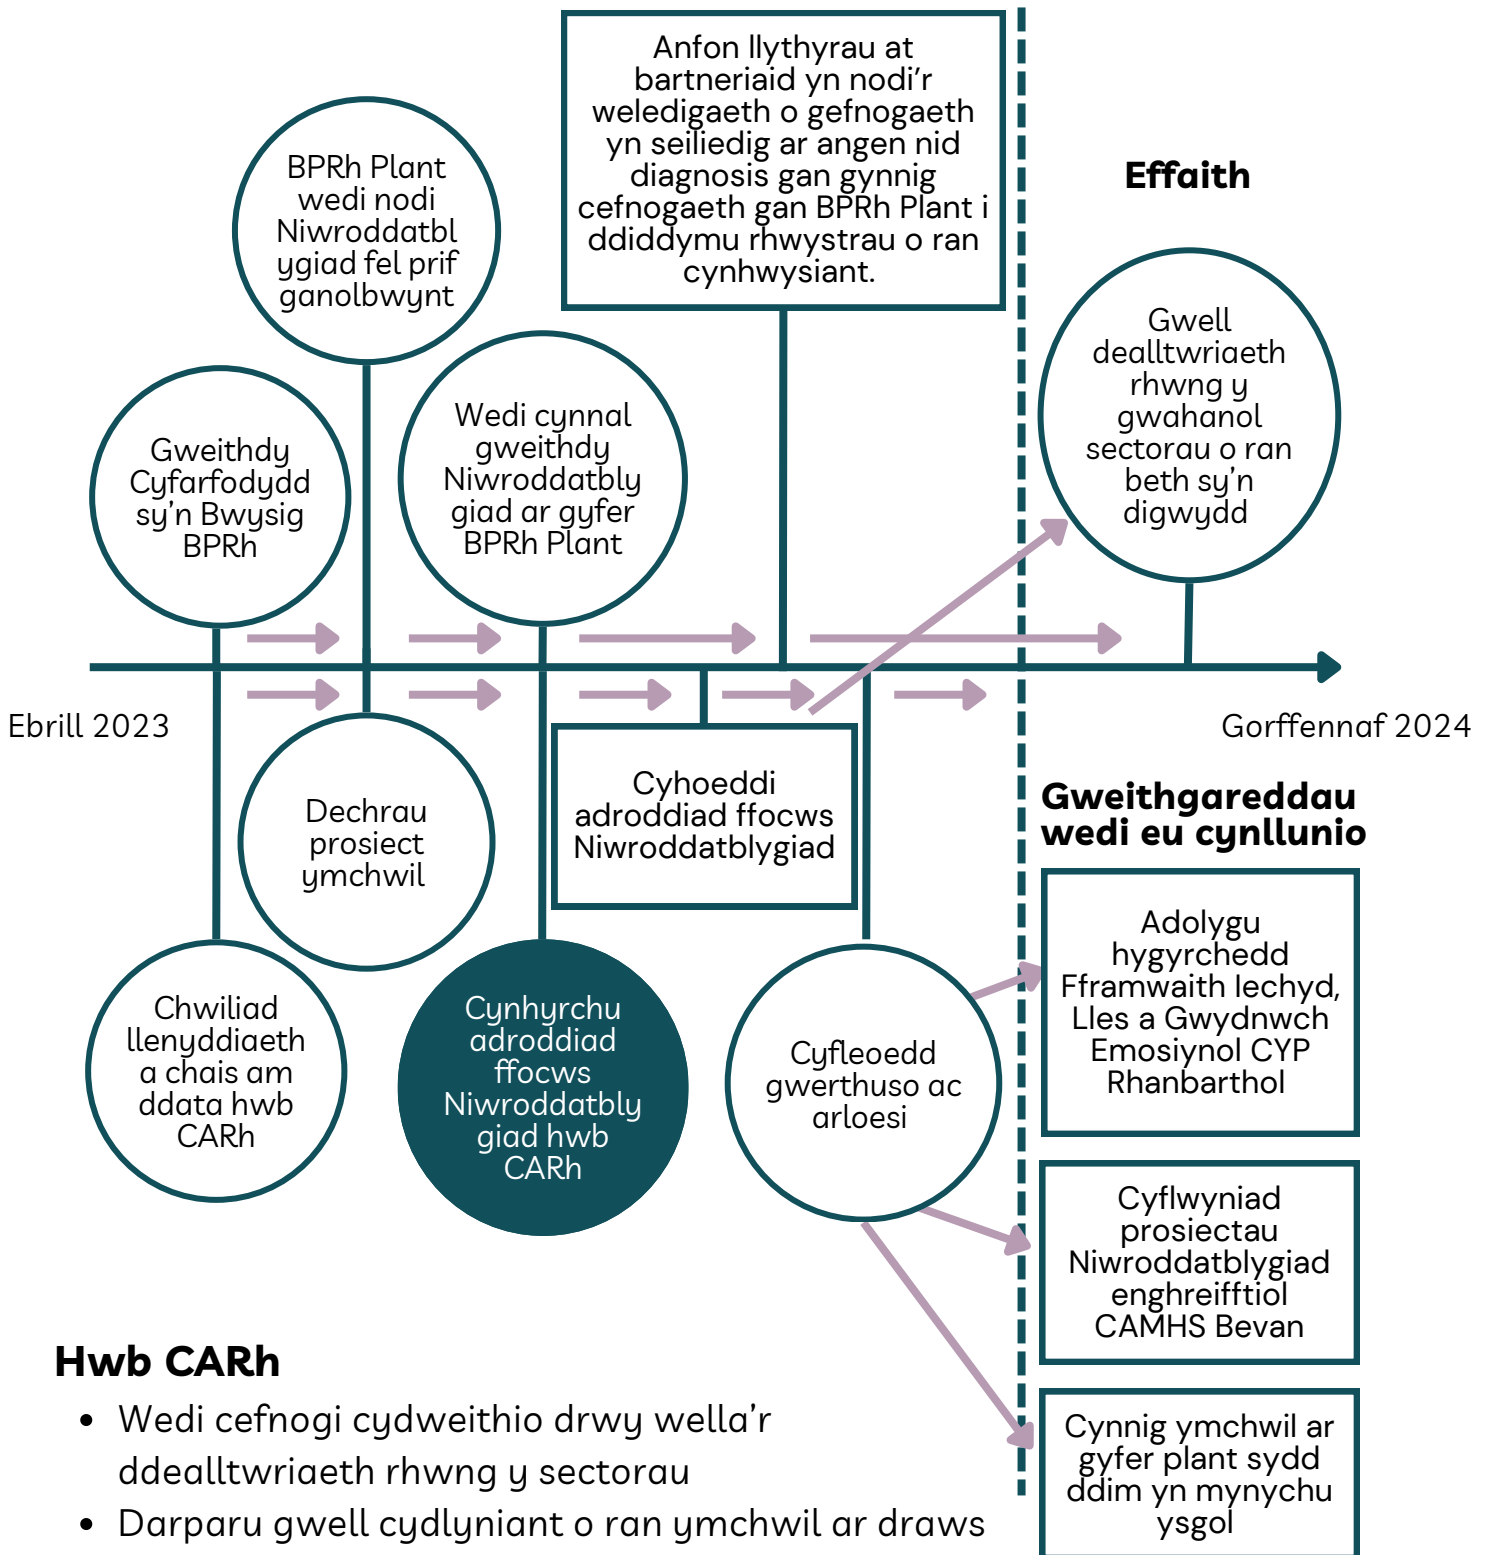 Anfon llythyrau at
bartneriaid yn nodi’r
weledigaeth o gefnogaeth
yn seiliedig ar angen nid
diagnosis gan gynnig
cefnogaeth gan BPRh Plant i
ddiddymu rhwystrau o ran
cynhwysiant.
BPRh Plant
wedi nodi
Niwroddatbl
ygiad fel prif
ganolbwynt
Effaith
Gwell
dealltwriaeth
rhwng y
gwahanol
sectorau o ran
beth sy’n
digwydd
Gweithdy
Cyfarfodydd
sy’n Bwysig
BPRh
Wedi cynnal
gweithdy
Niwroddatbly
giad ar gyfer
BPRh Plant
Ebrill 2023
Gorffennaf 2024
Dechrau
prosiect
ymchwil
Cyhoeddi
adroddiad ffocws
Niwroddatblygiad
Gweithgareddau
wedi eu cynllunio
Chwiliad
llenyddiaeth
a chais am
ddata hwb
CARh
Cynhyrchu
adroddiad
ffocws
Niwroddatbly
giad hwb
CARh
Cyfleoedd
gwerthuso ac
arloesi
Adolygu
hygyrchedd
Fframwaith Iechyd,
Lles a Gwydnwch
Emosiynol CYP
Rhanbarthol
Cyflwyniad
prosiectau
Niwroddatblygiad
enghreifftiol
CAMHS Bevan
Cynnig ymchwil ar
gyfer plant sydd
ddim yn mynychu
ysgol
Hwb CARh
• Wedi cefnogi cydweithio drwy wella’r
ddealltwriaeth rhwng y sectorau
• Darparu gwell cydlyniant o ran ymchwil ar draws